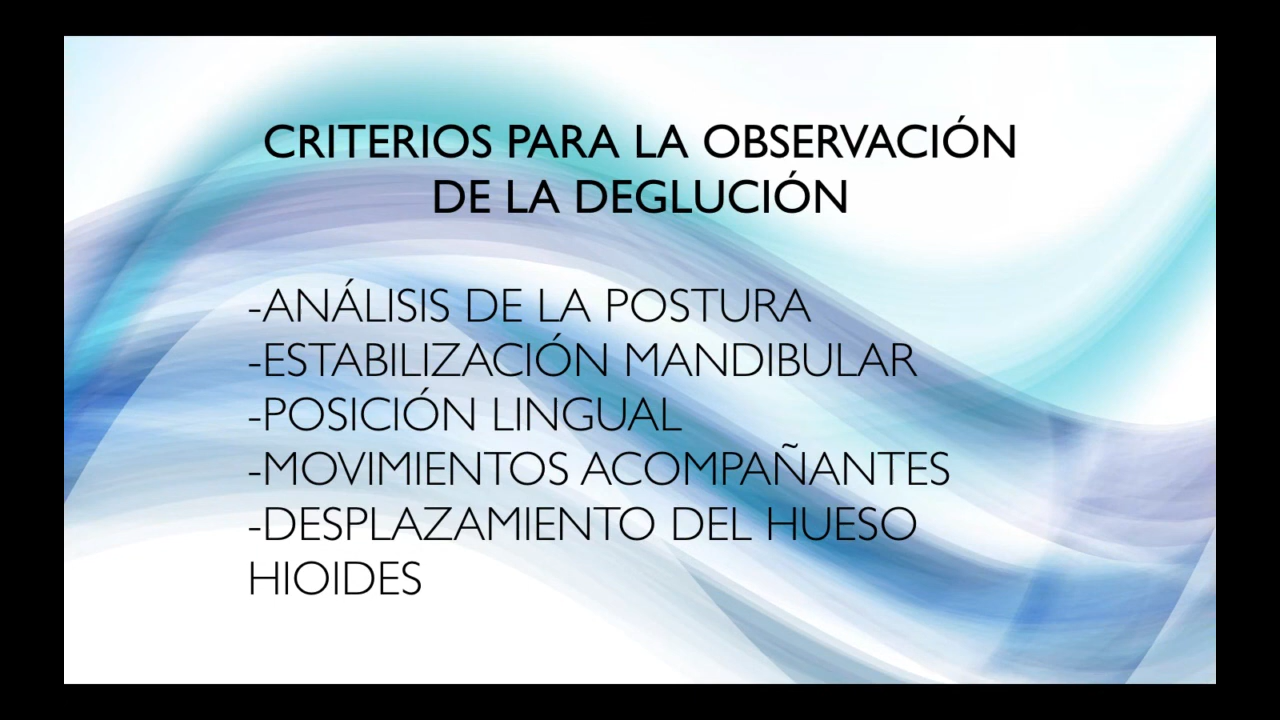 CRITERIOS PARA LA OBSERVACIÓN
DE LA DEGLUCIÓN
-ANÁLISIS DE LA POSTURA
-ESTABILIZACIÓN MANDIBULAR
-POSICIÓN LINGUAL
-MOVIMIENTOS ACOMPAÑANTES
-DESPLAZAMIENTO DEL HUESO
HIOIDES